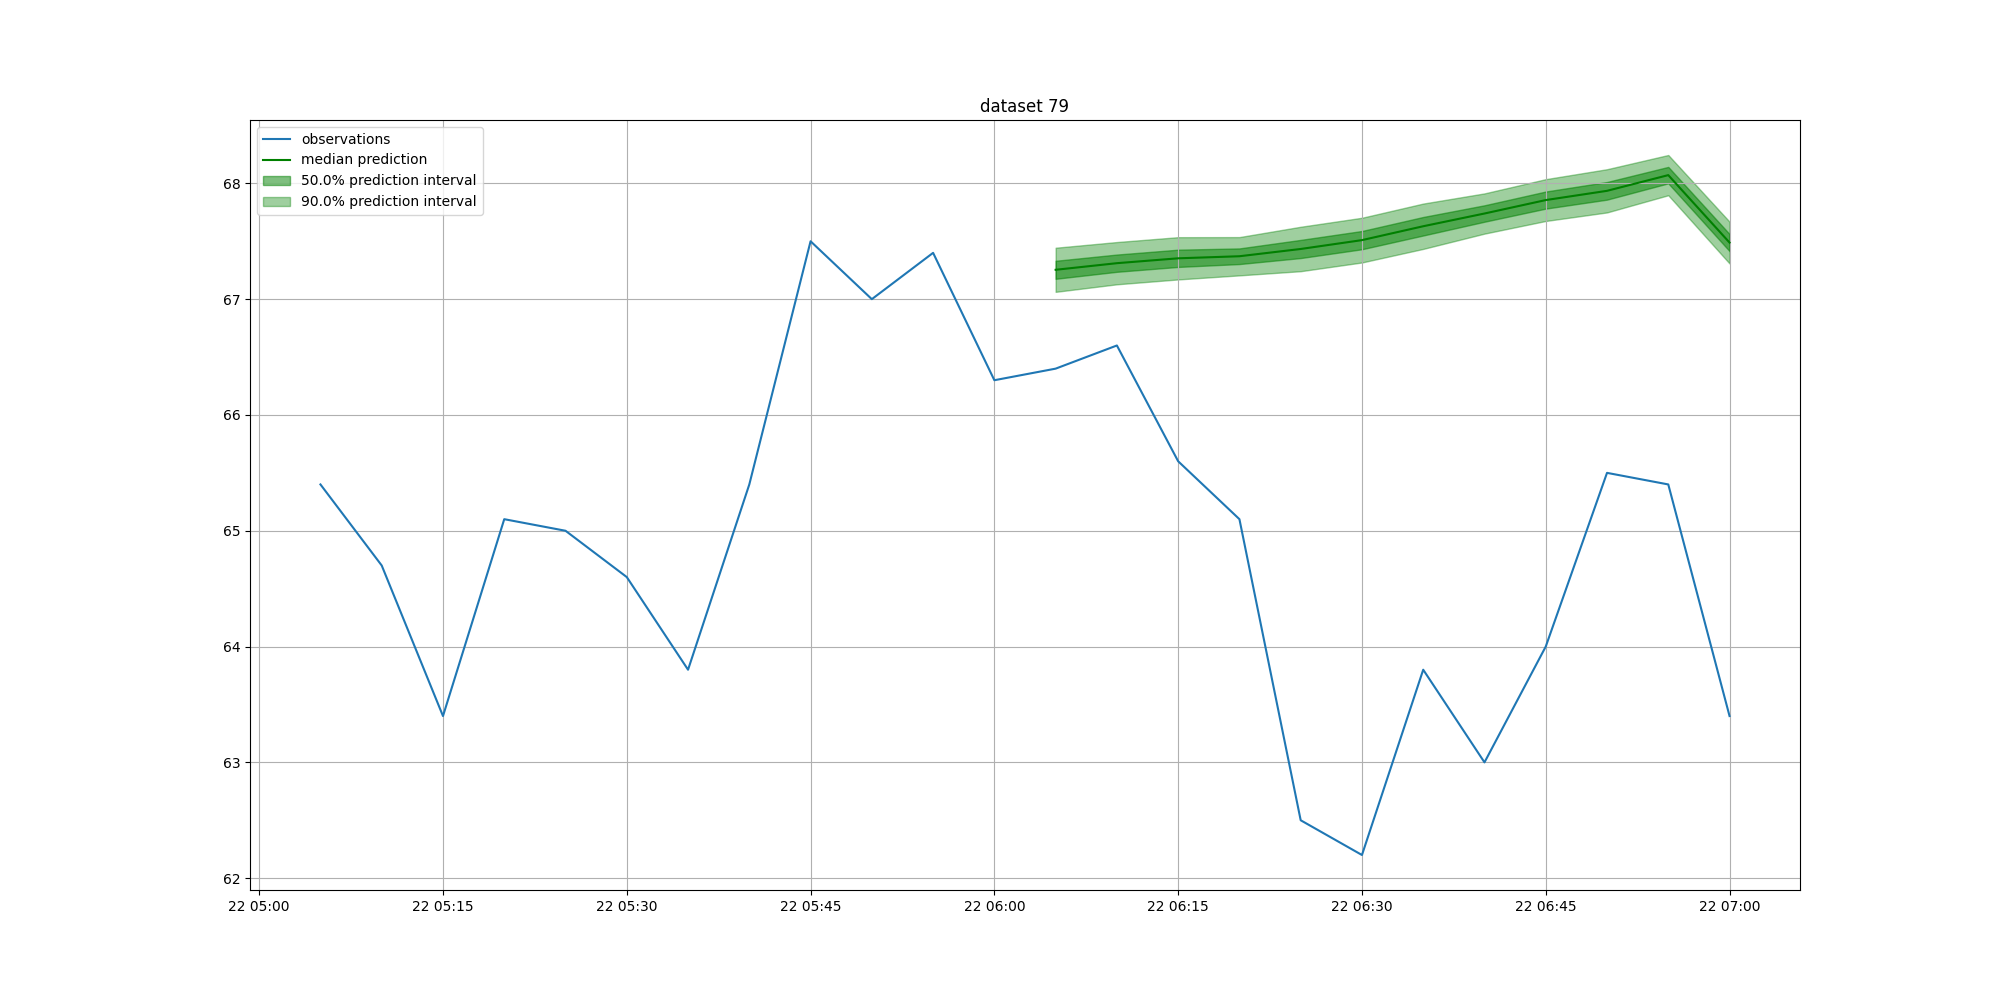 dataset 79
observations
median prediction
50.0% prediction interval
90.0% prediction interval
68
67
66
65
64
63
62
22 05:00 22 05:15 22 05:30 22 05:45 22 06:00 22 06:15 22 06:30 22 06:45 22 07:00